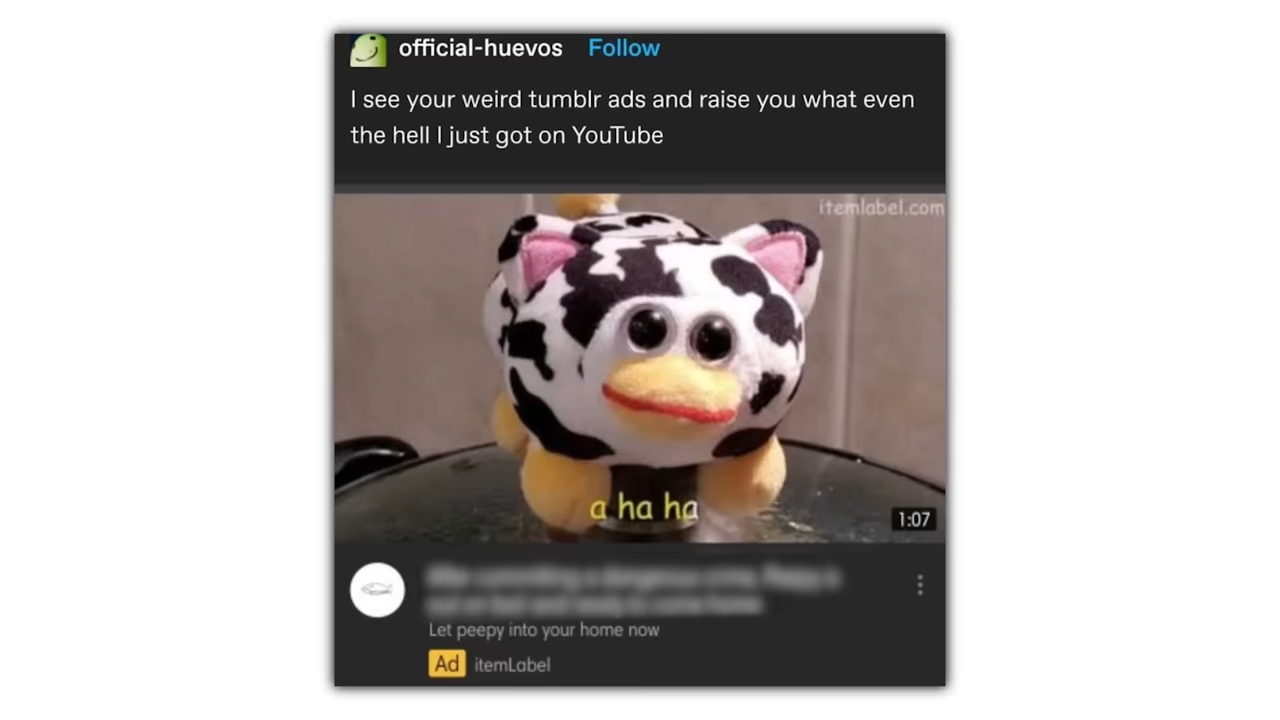 official-huevos Follow
I see your weird tumblr ads and raise you what even
the hell I just got on YouTube
itemlabel.com
a ha ha
1:07
Let peepy into your home now
Ad itemLabel